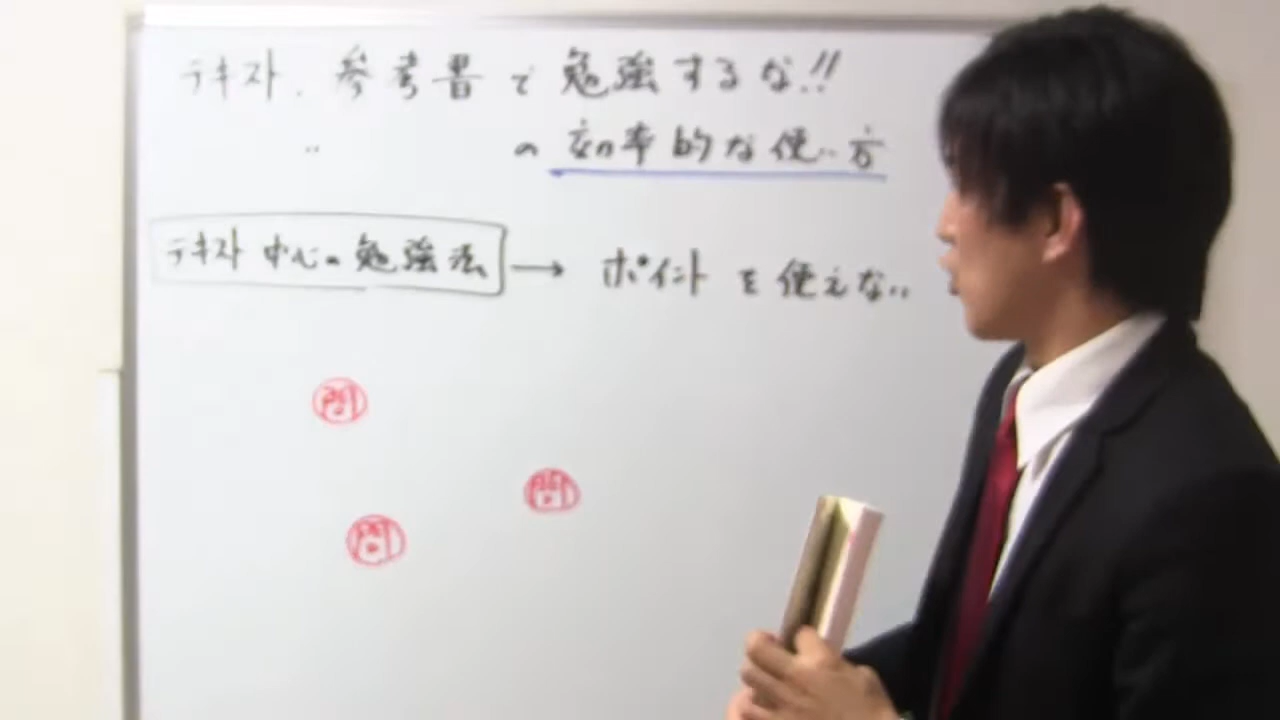 テキスト、参考書で勉強するな!!
〃 の効率的な使い方
テキスト中心の勉強法 → ポイントを使えない
問
問
問